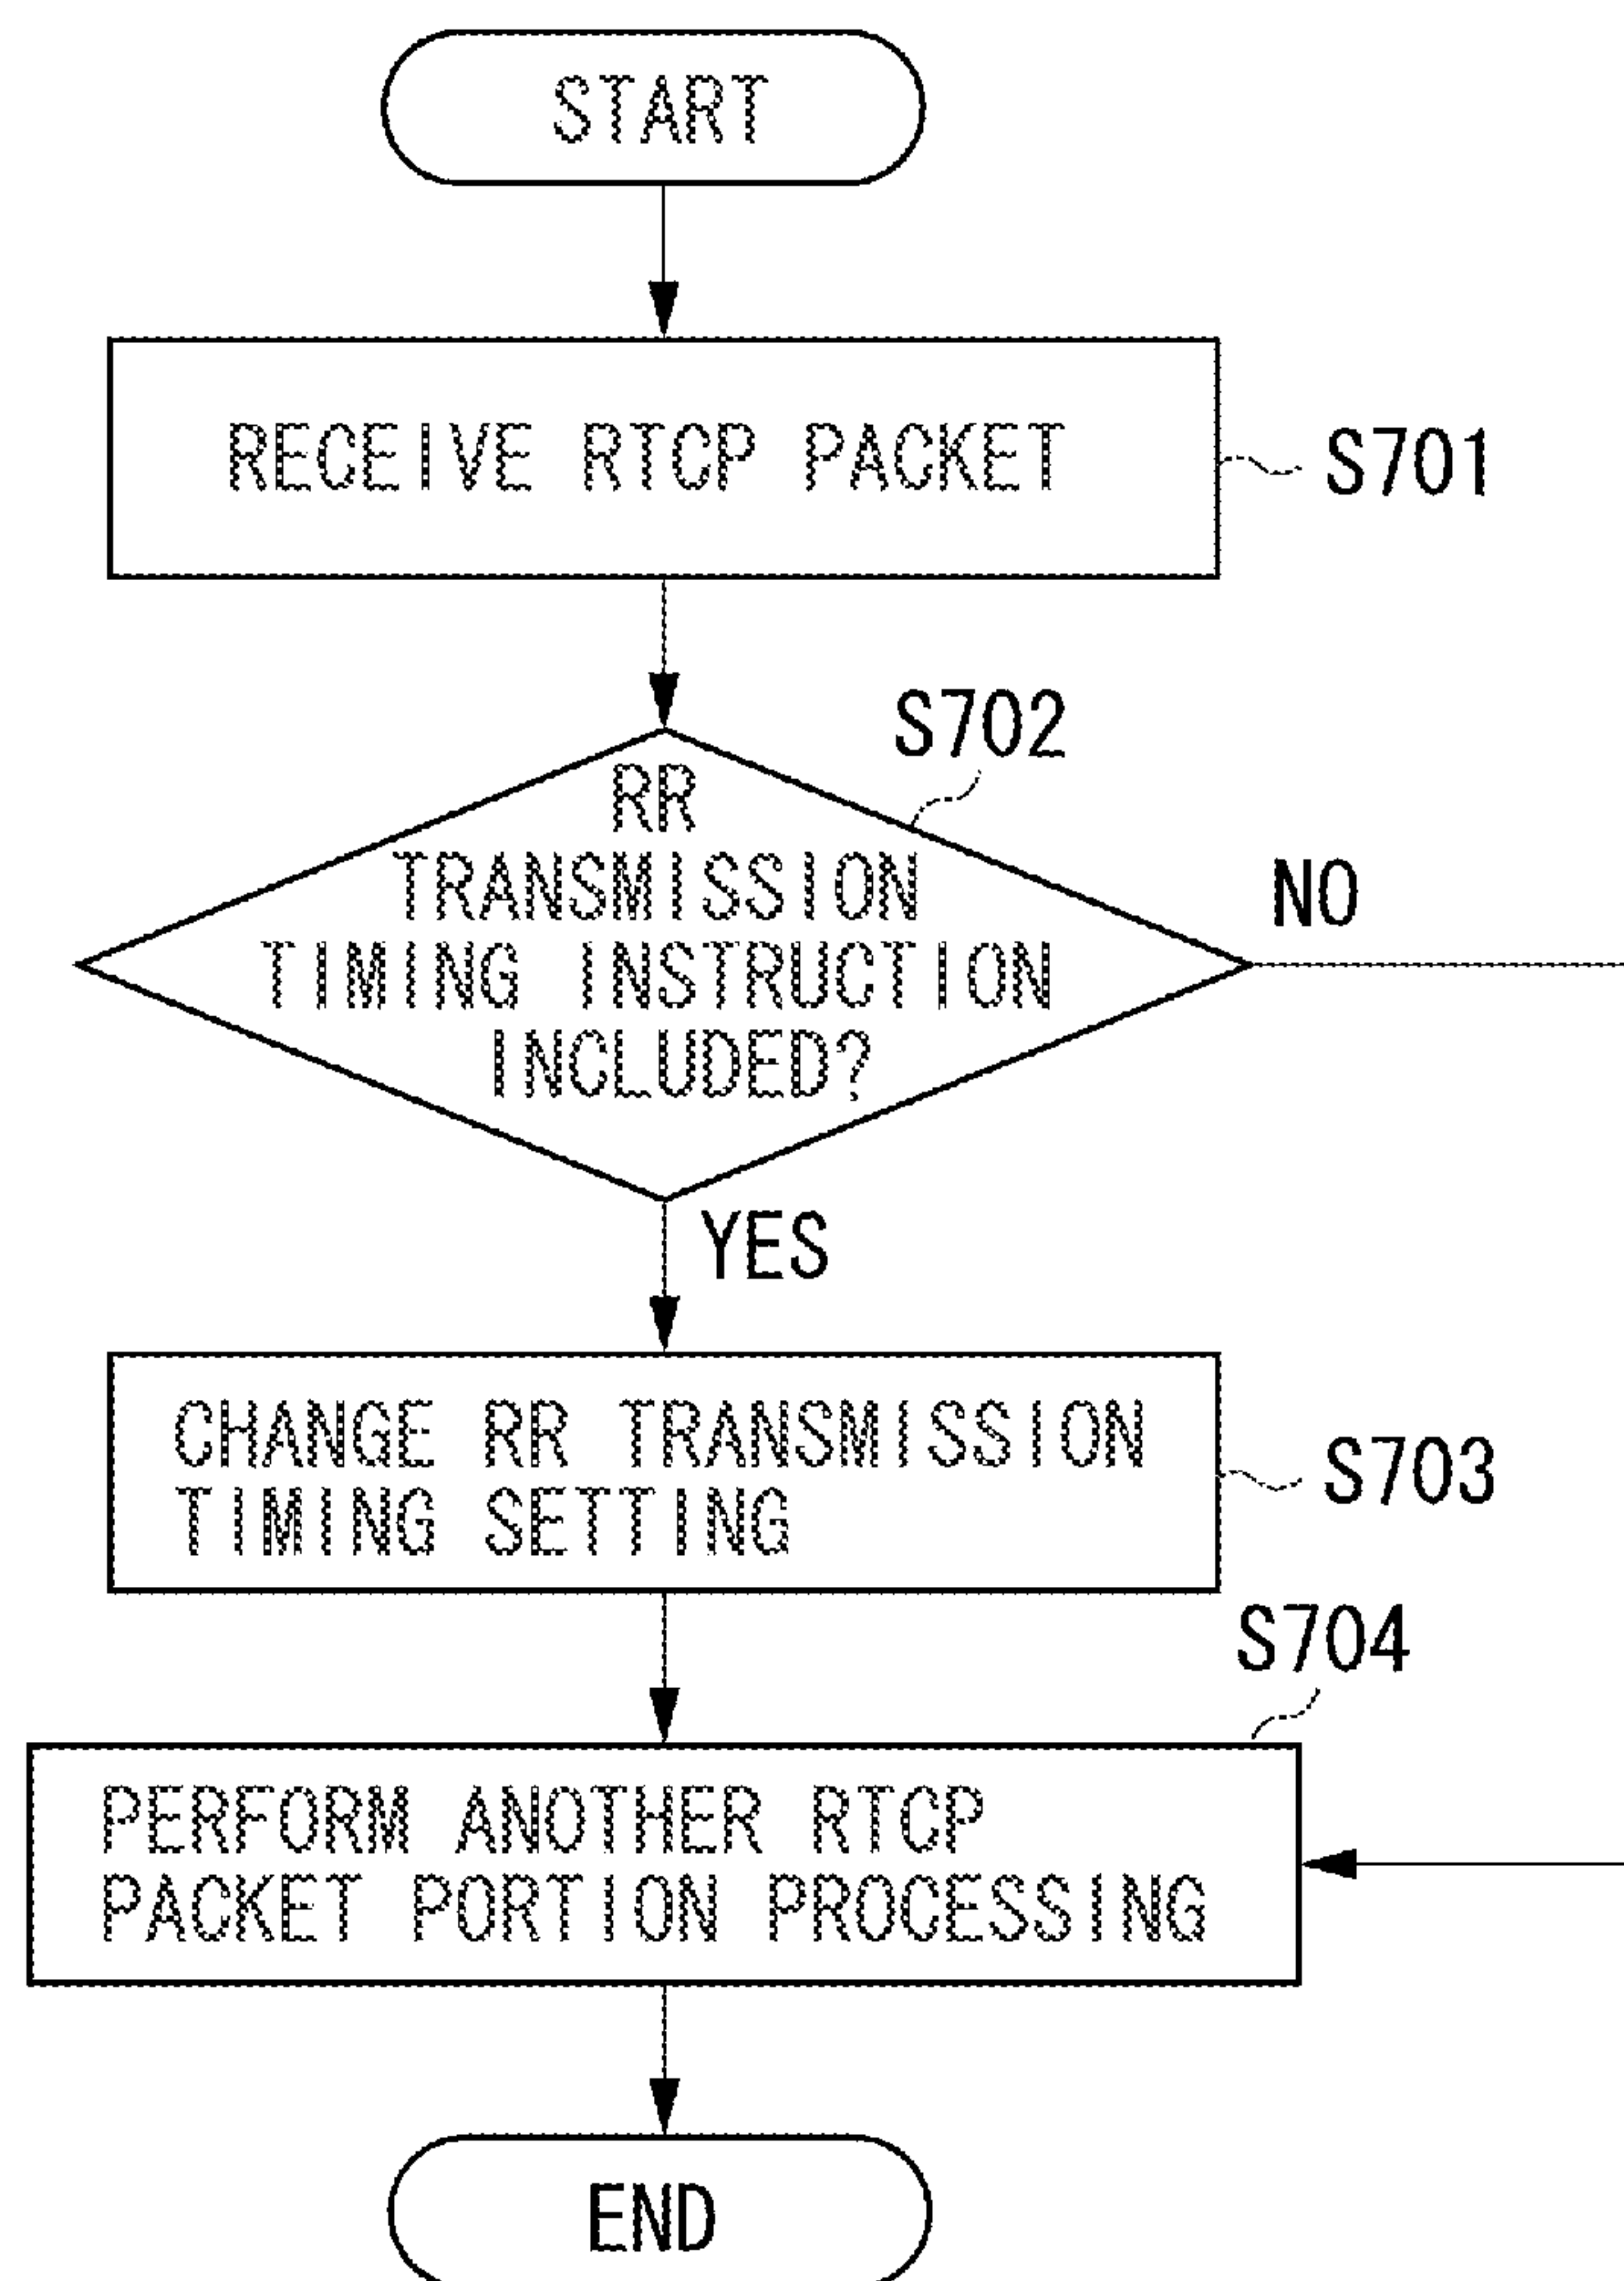 START
RECEIVE RTCP PACKET
S701
S702
RR
TRANSMISSION
TIMING INSTRUCTION
INCLUDED?
NO
YES
CHANGE RR TRANSMISSION
TIMING SETTING
S703
S704
PERFORM ANOTHER RTCP
PACKET PORTION PROCESSING
END